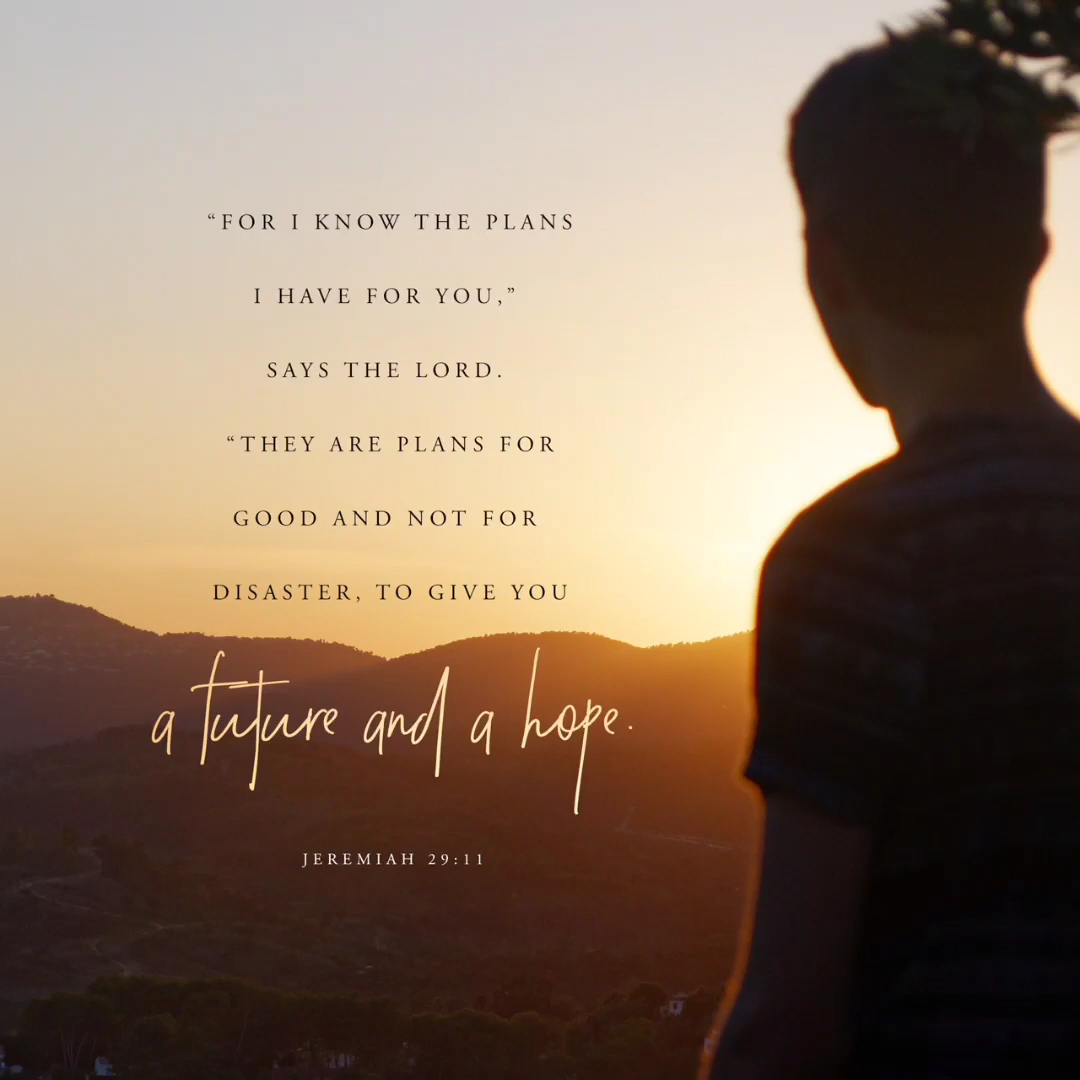 “FOR I KNOW THE PLANS
I HAVE FOR YOU,”
SAYS THE LORD.
“THEY ARE PLANS FOR
GOOD AND NOT FOR
DISASTER, TO GIVE YOU
a future and a hope.
JEREMIAH 29:11